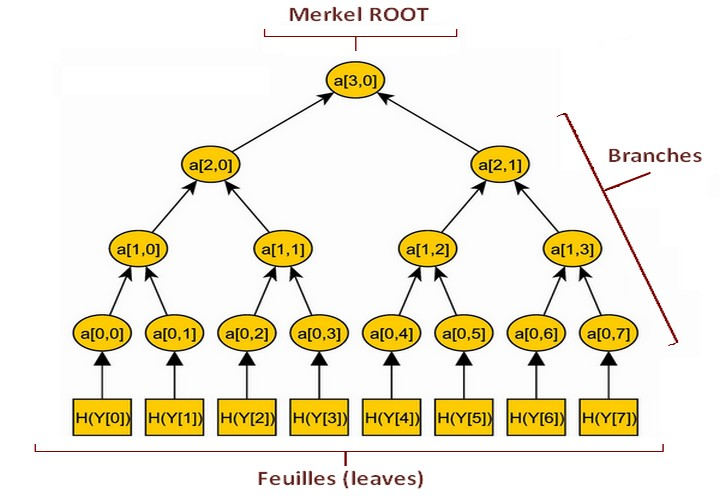 Merkel ROOT
a[3,0]
Branches
a[2,0] a[2,1]
a[1,0] a[1,1] a[1,2] a[1,3]
a[0,0] a[0,1] a[0,2] a[0,3] a[0,4] a[0,5] a[0,6] a[0,7]
H(Y[0]) H(Y[1]) H(Y[2]) H(Y[3]) H(Y[4]) H(Y[5]) H(Y[6]) H(Y[7])
Feuilles (leaves)